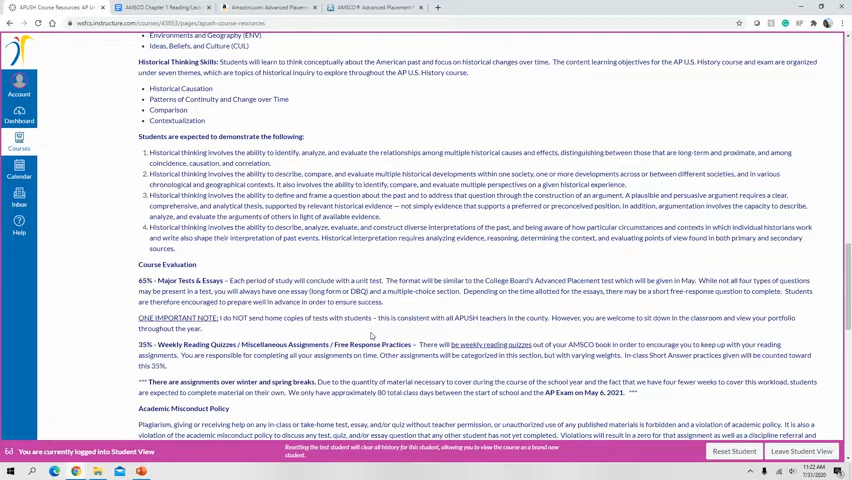 APUSH Course Resources: AP Un
AMSCO Chapter 1 Reading/Lectu
Amazon.com: Advanced Placemen
AMSCO® Advanced Placement
wsfcs.instructure.com/courses/43853/pages/apush-course-resources
Environments and Geography (ENV)
Ideas, Beliefs, and Culture (CUL)
Historical Thinking Skills: Students will learn to think conceptually about the American past and focus on historical changes over time. The content learning objectives for the AP U.S. History course and exam are organized
under seven themes, which are topics of historical inquiry to explore throughout the AP U.S. History course.
Historical Causation
Patterns of Continuity and Change over Time
Comparison
Contextualization
Students are expected to demonstrate the following:
1. Historical thinking involves the ability to identify, analyze, and evaluate the relationships among multiple historical causes and effects, distinguishing between those that are long-term and proximate, and among
coincidence, causation, and correlation.
2. Historical thinking involves the ability to describe, compare, and evaluate multiple historical developments within one society, one or more developments across or between different societies, and in various
chronological and geographical contexts. It also involves the ability to identify, compare, and evaluate multiple perspectives on a given historical experience.
3. Historical thinking involves the ability to define and frame a question about the past and to address that question through the construction of an argument. A plausible and persuasive argument requires a clear,
comprehensive, and analytical thesis, supported by relevant historical evidence — not simply evidence that supports a preferred or preconceived position. In addition, argumentation involves the capacity to describe,
analyze, and evaluate the arguments of others in light of available evidence.
4. Historical thinking involves the ability to describe, analyze, evaluate, and construct diverse interpretations of the past, and being aware of how particular circumstances and contexts in which individual historians work
and write also shape their interpretation of past events. Historical interpretation requires analyzing evidence, reasoning, determining the context, and evaluating points of view found in both primary and secondary
sources.
Course Evaluation
65% - Major Tests & Essays – Each period of study will conclude with a unit test. The format will be similar to the College Board's Advanced Placement test which will be given in May. While not all four types of questions
may be present in a test, you will always have one essay (long form or DBQ) and a multiple-choice section. Depending on the time allotted for the essays, there may be a short free-response question to complete. Students
are therefore encouraged to prepare well in advance in order to ensure success.
ONE IMPORTANT NOTE: I do NOT send home copies of tests with students – this is consistent with all APUSH teachers in the county. However, you are welcome to sit down in the classroom and view your portfolio
throughout the year.
35% - Weekly Reading Quizzes / Miscellaneous Assignments / Free Response Practices – There will be weekly reading quizzes out of your AMSCO book in order to encourage you to keep up with your reading
assignments. You are responsible for completing all your assignments on time. Other assignments will be categorized in this section, but with varying weights. In-class Short Answer practices given will be counted toward
this 35%.
*** There are assignments over winter and spring breaks. Due to the quantity of material necessary to cover during the course of the school year and the fact that we have four fewer weeks to cover this workload, students
are expected to complete material on their own. We only have approximately 80 total class days between the start of school and the AP Exam on May 6, 2021. ***
Academic Misconduct Policy
Plagiarism, giving or receiving help on any in-class or take-home test, essay, and/or quiz without teacher permission, or unauthorized use of any published materials is forbidden and a violation of academic policy. It is also a
violation of the academic misconduct policy to discuss any test, quiz, and/or essay question that any other student has not yet completed. Violations will result in a zero for that assignment as well as a discipline referral and
Account
Dashboard
Courses
Calendar
Inbox
Help
You are currently logged into Student View
Resetting the test student will clear all history for this student, allowing you to view the course as a brand new
student.
Reset Student
Leave Student View
11:22 AM
7/31/2020